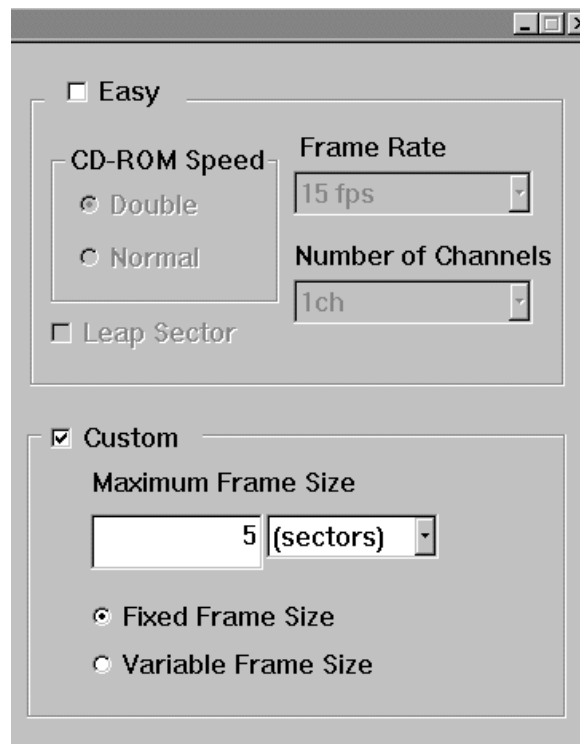 Easy
CD-ROM Speed
Double
Normal
Leap Sector
Frame Rate
15 fps
Number of Channels
1ch
Custom
Maximum Frame Size
5 (sectors)
Fixed Frame Size
Variable Frame Size